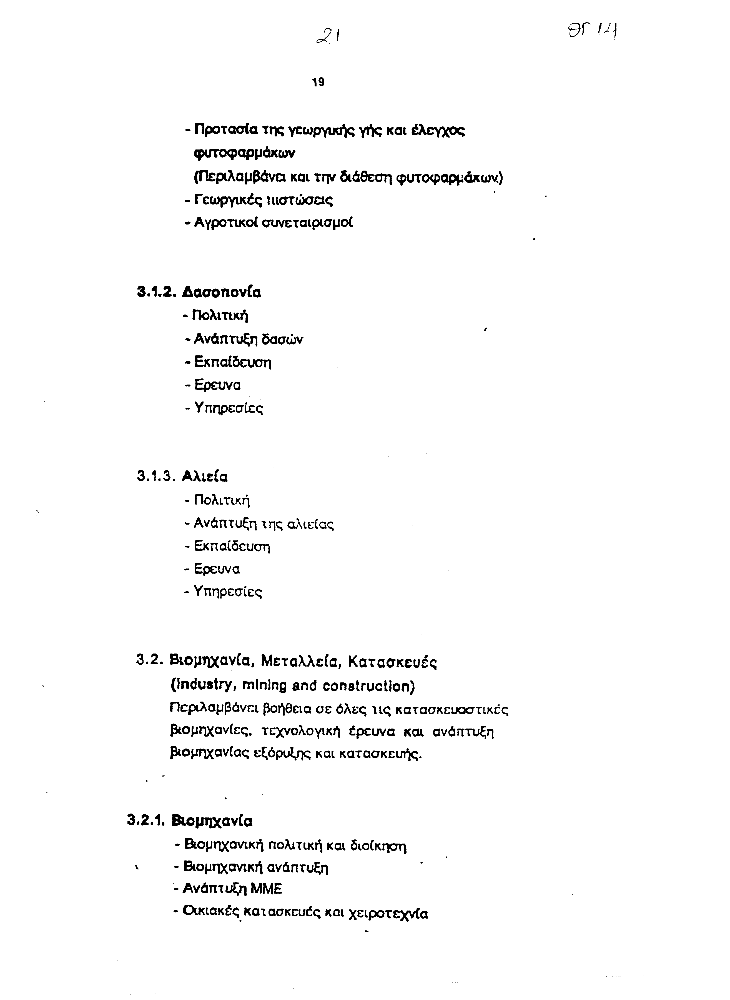 21
ΘΓ 14
19
- Προτασία της γεωργικής γής και έλεγχος
φυτοφαρμάκων
(Περιλαμβάνει και την διάθεση φυτοφαρμάκων.)
- Γεωργικές πιστώσεις
- Αγροτικοί συνεταιρισμοί
3.1.2. Δασοπονία
- Πολιτική
- Ανάπτυξη δασών
- Εκπαίδευση
- Ερευνα
- Υπηρεσίες
3.1.3. Αλιεία
- Πολιτική
- Ανάπτυξη της αλιείας
- Εκπαίδευση
- Ερευνα
- Υπηρεσίες
3.2. Βιομηχανία, Μεταλλεία, Κατασκευές
(Industry, mining and construction)
Περιλαμβάνει βοήθεια σε όλες τις κατασκευαστικές
βιομηχανίες, τεχνολογική έρευνα και ανάπτυξη
βιομηχανίας εξόρυξης και κατασκευής.
3.2.1. Βιομηχανία
- Βιομηχανική πολιτική και διοίκηση
- Βιομηχανική ανάπτυξη
- Ανάπτυξη ΜΜΕ
- Οικιακές κατασκευές και χειροτεχνία